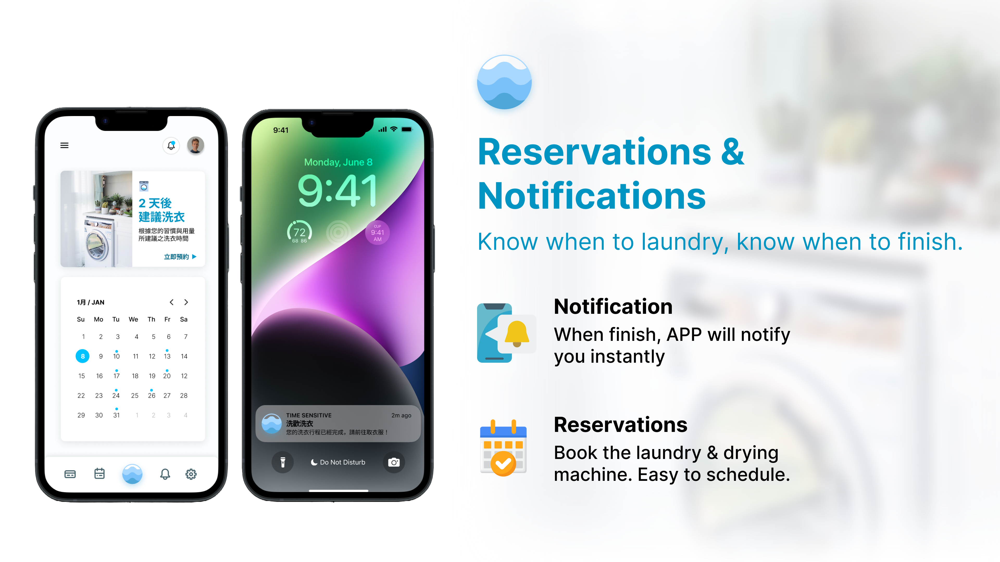 2 天後
建議洗衣
根據您的習慣與用量
所建議之洗衣時間
立即預約
1月 / JAN
Su Mo Tu We Th Fr Sa
1 2 3 4 5 6 7
8 9 10 11 12 13 14
15 16 17 18 19 20 12
22 23 24 25 26 27 28
29 30 31 1 2 3 4
9:41
Monday, June 8
9:41
72
68 86
CUP
9:41
AM
TIME SENSITIVE 2m ago
洗歡洗衣
您的洗衣行程已經完成，請前往取衣服！
Do Not Disturb
Reservations &
Notifications
Know when to laundry, know when to finish.
Notification
When finish, APP will notify
you instantly
Reservations
Book the laundry & drying
machine. Easy to schedule.